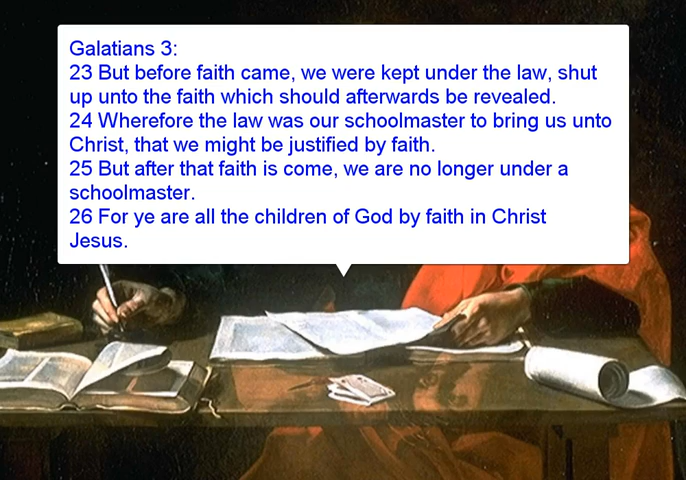 Galatians 3:
23 But before faith came, we were kept under the law, shut
up unto the faith which should afterwards be revealed.
24 Wherefore the law was our schoolmaster to bring us unto
Christ, that we might be justified by faith.
25 But after that faith is come, we are no longer under a
schoolmaster.
26 For ye are all the children of God by faith in Christ
Jesus.